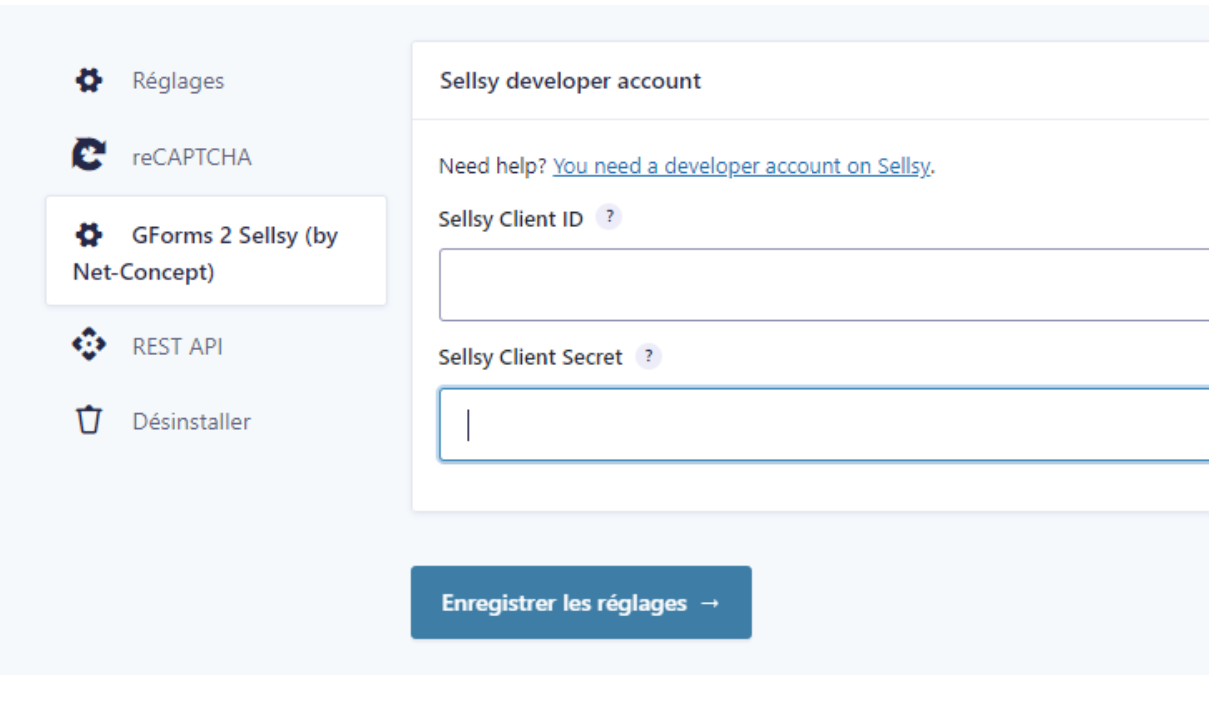 Réglages
reCAPTCHA
GForms 2 Sellsy (by
Net-Concept)
REST API
Désinstaller
Sellsy developer account
Need help? You need a developer account on Sellsy.
Sellsy Client ID ?
Sellsy Client Secret ?
Enregistrer les réglages →